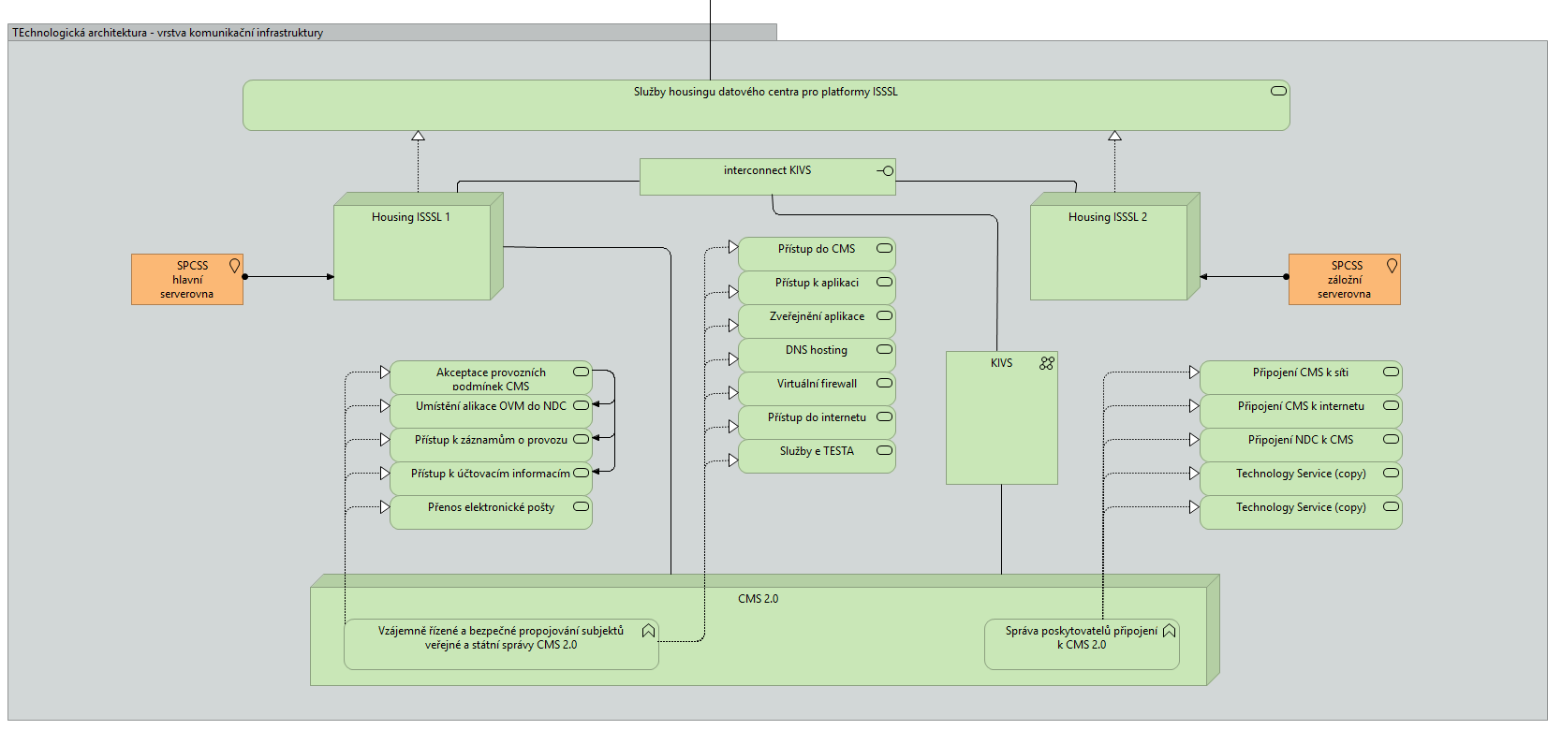 TEchnologická architektura - vrstva komunikační infrastruktury
Služby housingu datového centra pro platformy ISSSL
interconnect KIVS
Housing ISSSL 1
Housing ISSSL 2
SPCSS
hlavní
serverovna
SPCSS
záložní
serverovna
Přístup do CMS
Přístup k aplikaci
Zveřejnění aplikace
DNS hosting
Virtuální firewall
Přístup do internetu
Služby e TESTA
KIVS
Akceptace provozních
podmínek CMS
Umístění alikace OVM do NDC
Přístup k záznamům o provozu
Přístup k účtovacím informacím
Přenos elektronické pošty
Připojení CMS k síti
Připojení CMS k internetu
Připojení NDC k CMS
Technology Service (copy)
Technology Service (copy)
CMS 2.0
Vzájemně řízené a bezpečné propojování subjektů
veřejné a státní správy CMS 2.0
Správa poskytovatelů připojení
k CMS 2.0